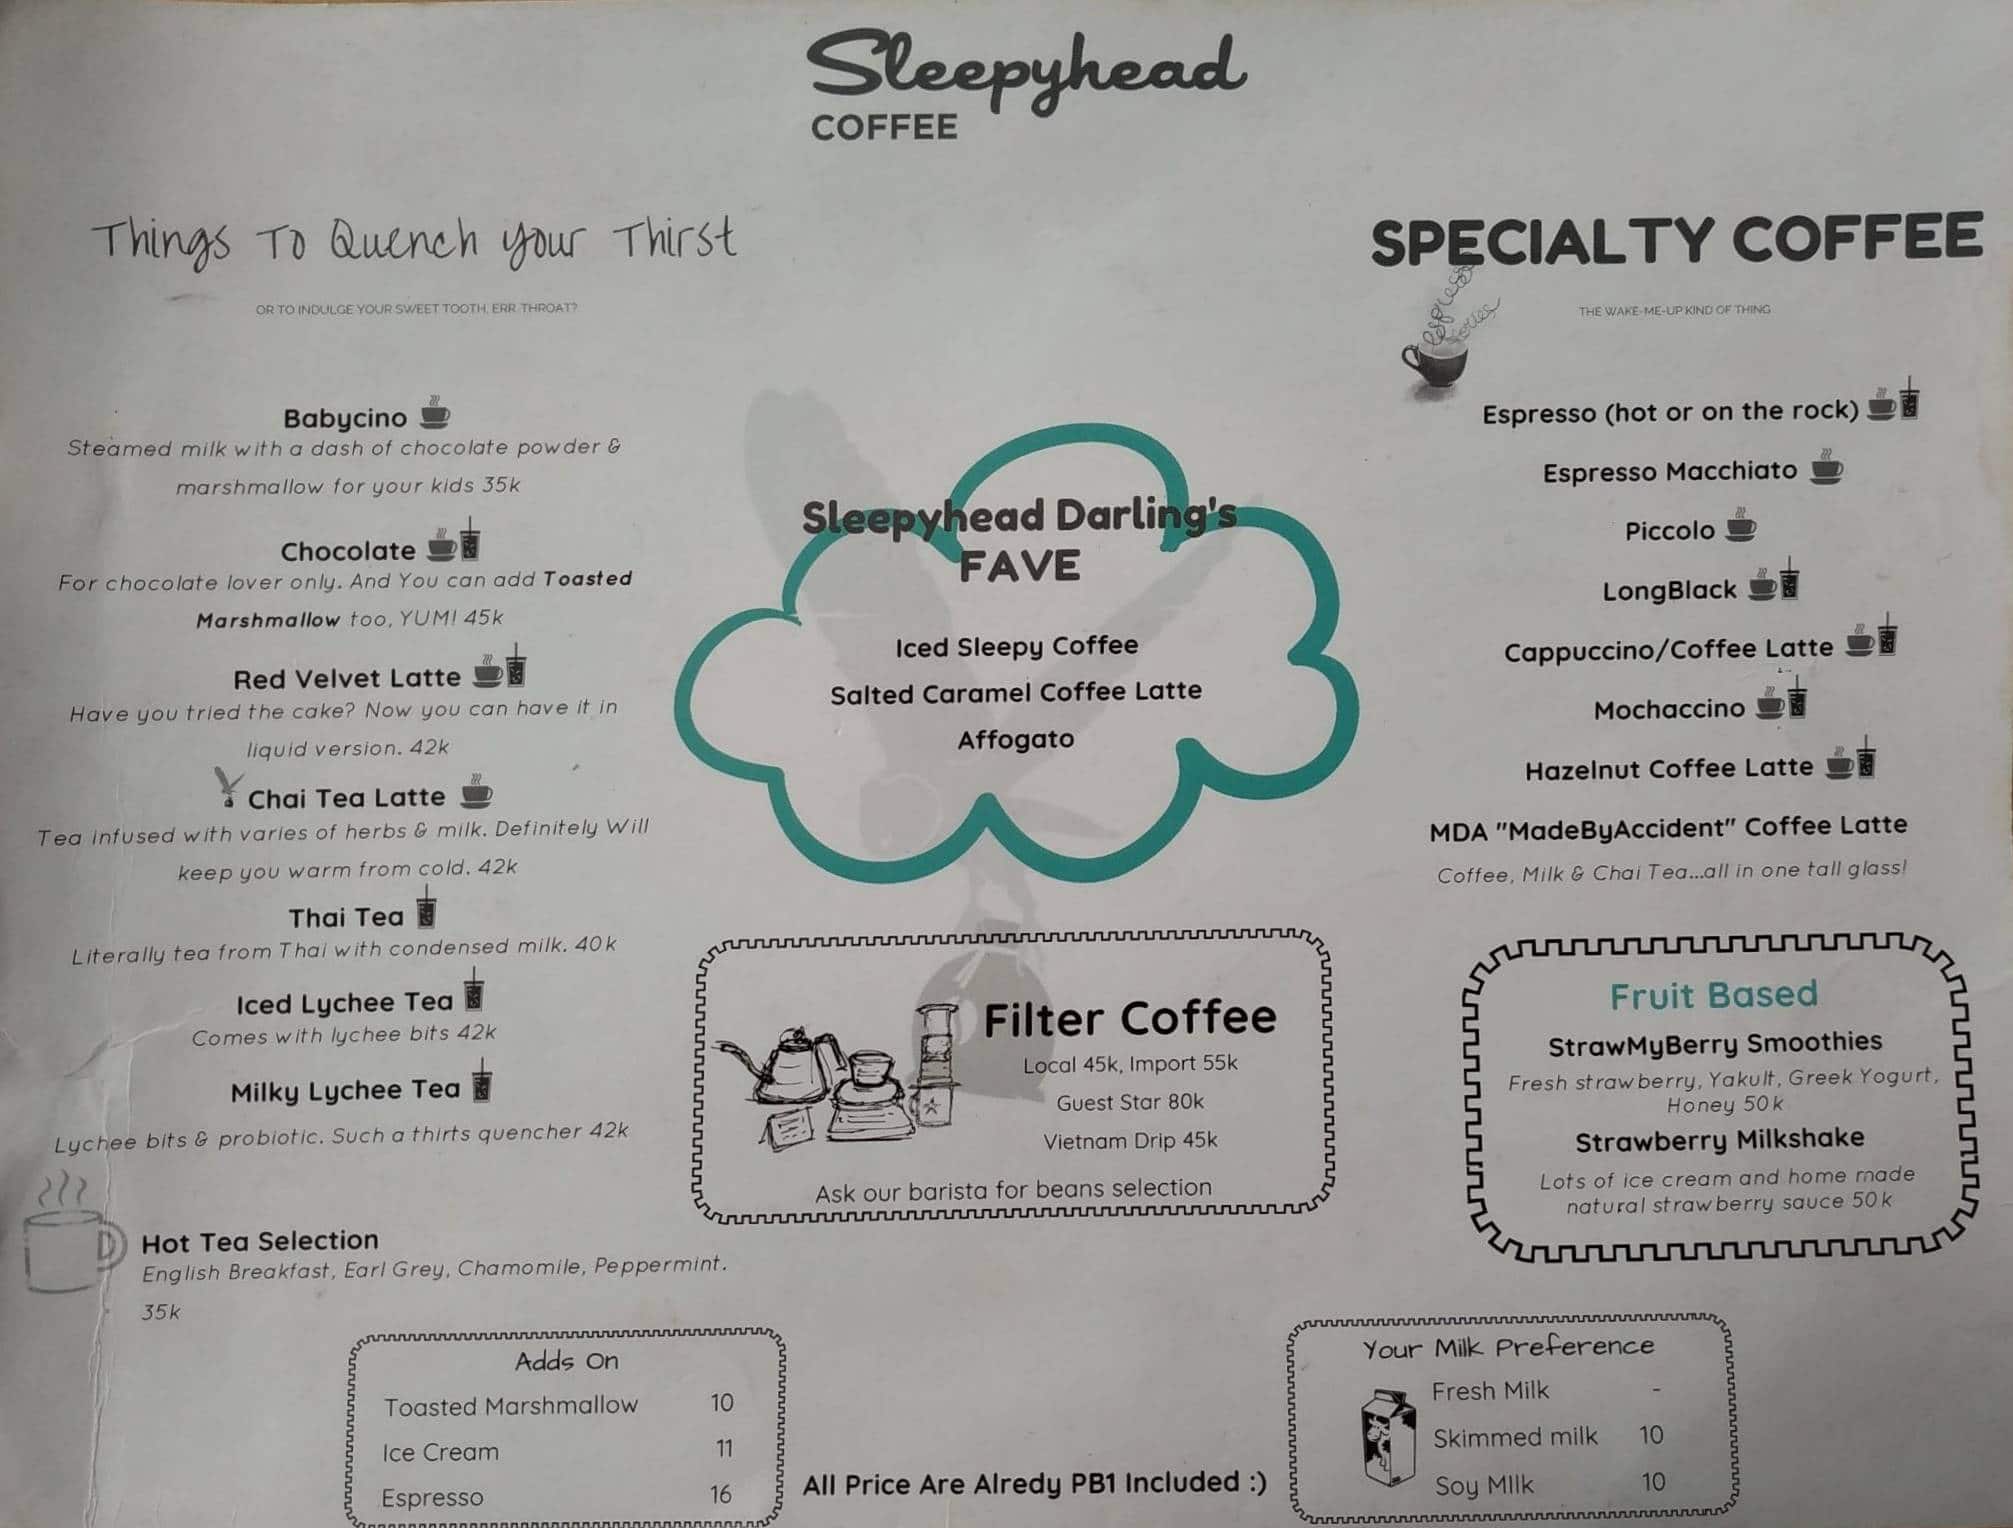 Sleepyhead
COFFEE
Things To Quench your Thirst
OR TO INDULGE YOUR SWEET TOOTH, ERR..THROAT?
Babycino
Steamed milk with a dash of chocolate powder &
marshmallow for your kids 35k
Chocolate
For chocolate lover only. And You can add Toasted
Marshmallow too, YUM! 45k
Red Velvet Latte
Have you tried the cake? Now you can have it in
liquid version. 42k
Chai Tea Latte
Tea infused with varies of herbs & milk. Definitely Will
keep you warm from cold. 42k
Thai Tea
Literally tea from Thai with condensed milk. 40k
Iced Lychee Tea
Comes with lychee bits 42k
Milky Lychee Tea
Lychee bits & probiotic. Such a thirts quencher 42k
Hot Tea Selection
English Breakfast, Earl Grey, Chamomile, Peppermint.
35k
Adds On
Toasted Marshmallow 10
Ice Cream 11
Espresso 16
Sleepyhead Darling's
FAVE
Iced Sleepy Coffee
Salted Caramel Coffee Latte
Affogato
Filter Coffee
Local 45k, Import 55k
Guest Star 80k
Vietnam Drip 45k
Ask our barista for beans selection
All Price Are Alredy PB1 Included :)
SPECIALTY COFFEE
THE WAKE-ME-UP KIND OF THING
espresso
Espresso (hot or on the rock)
Espresso Macchiato
Piccolo
LongBlack
Cappuccino/Coffee Latte
Mochaccino
Hazelnut Coffee Latte
MDA "MadeByAccident" Coffee Latte
Coffee, Milk & Chai Tea...all in one tall glass!
Fruit Based
StrawMyBerry Smoothies
Fresh strawberry, Yakult, Greek Yogurt,
Honey 50k
Strawberry Milkshake
Lots of ice cream and home made
natural strawberry sauce 50k
Your Milk Preference
Fresh Milk -
Skimmed milk 10
Soy MIlk 10